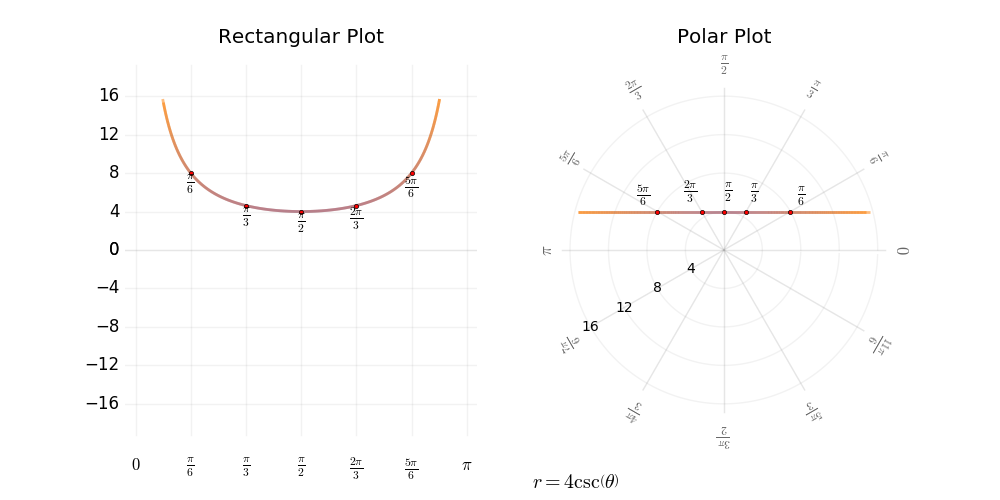 Rectangular Plot
16
12
8
4
0
−4
−8
−12
−16
0 π/6 π/3 π/2 2π/3 5π/6 π
π/6
π/3
π/2
2π/3
5π/6
Polar Plot
π/2
2π/3 π/3
5π/6 π/6
5π/6 2π/3 π/2 π/3 π/6
π 0
4
8
12
16
7π/6 11π/6
4π/3 5π/3
3π/2
r = 4csc(θ)